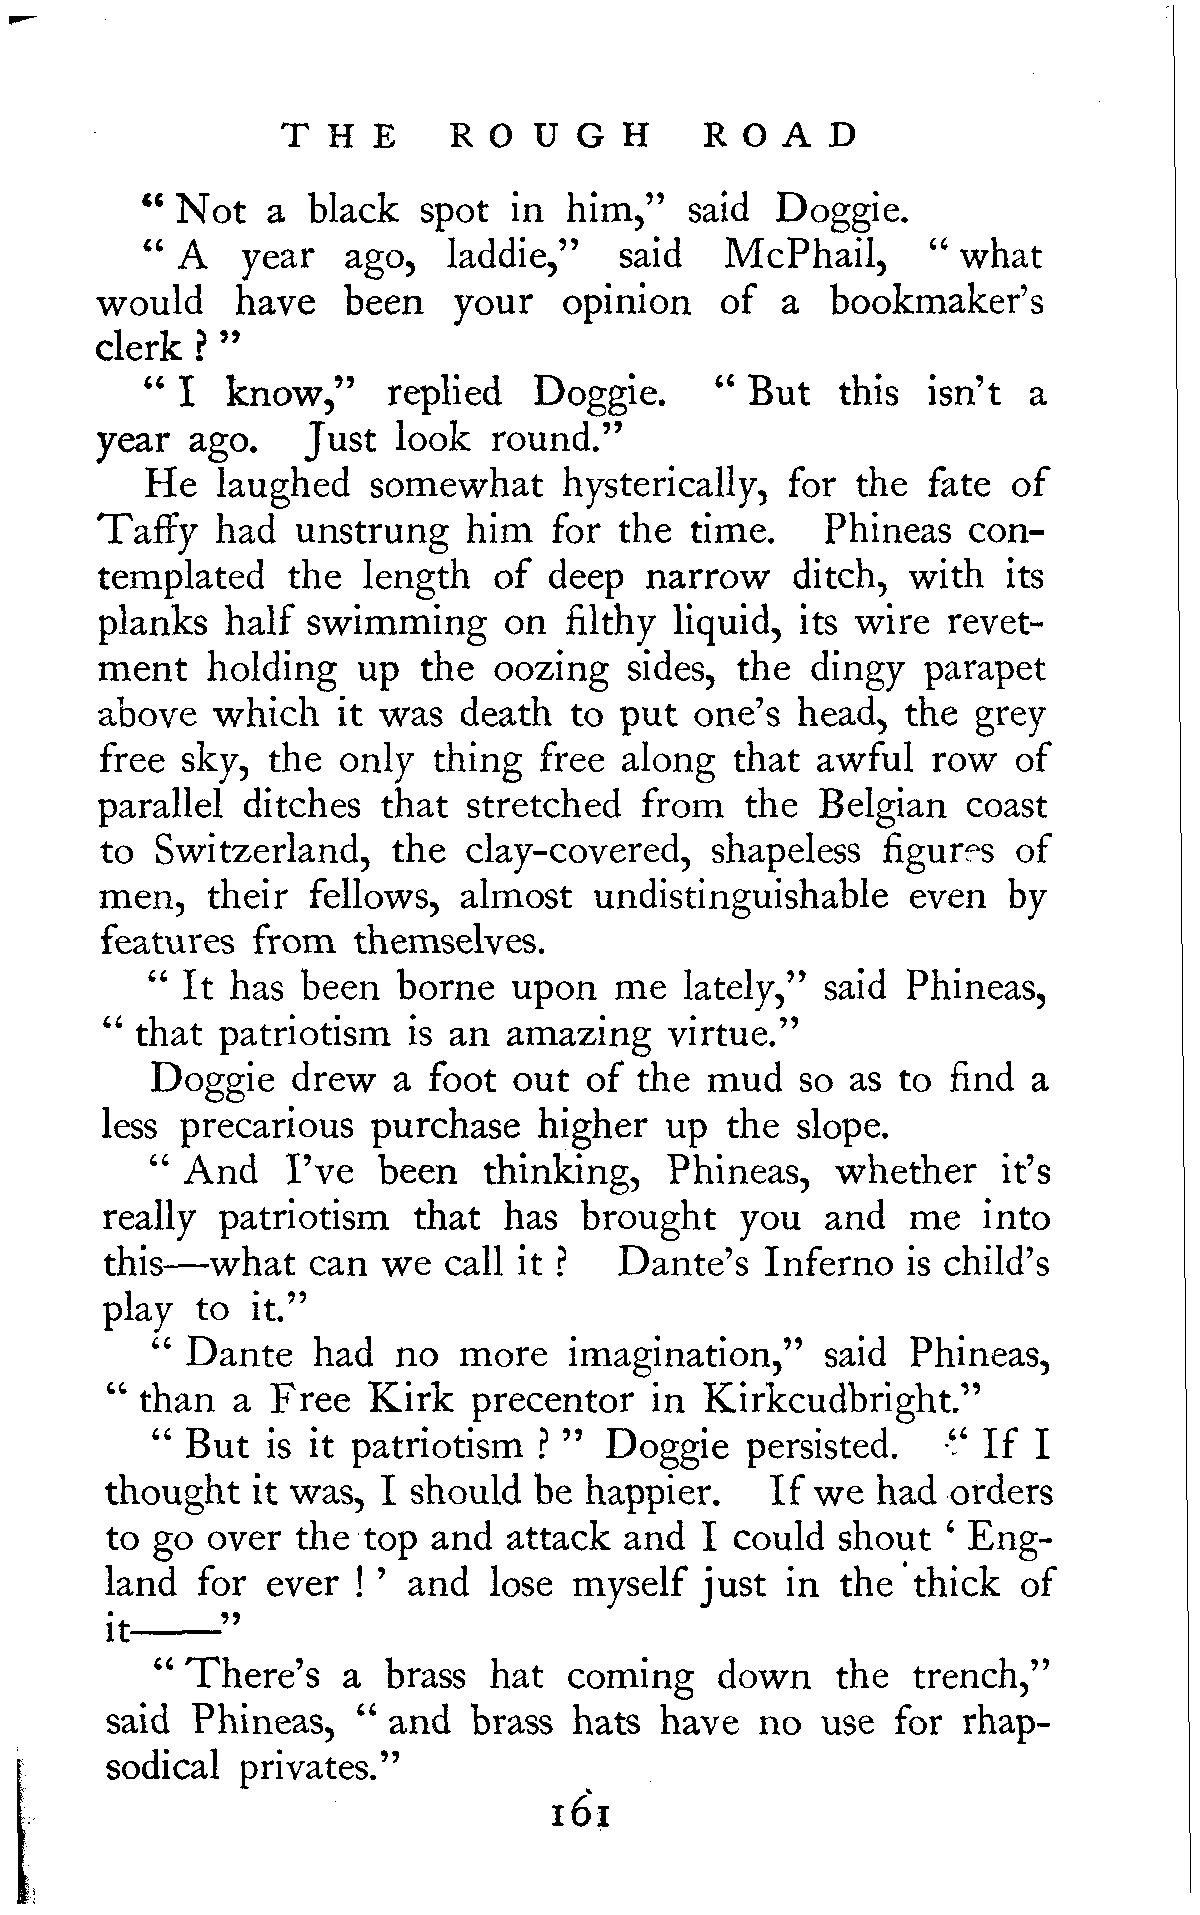 THE ROUGH ROAD
“ Not a black spot in him,” said Doggie.
“ A year ago, laddie,” said McPhail, “ what
would have been your opinion of a bookmaker’s
clerk ? ”
“ I know,” replied Doggie. “ But this isn’t a
year ago. Just look round.”
He laughed somewhat hysterically, for the fate of
Taffy had unstrung him for the time. Phineas con-
templated the length of deep narrow ditch, with its
planks half swimming on filthy liquid, its wire revet-
ment holding up the oozing sides, the dingy parapet
above which it was death to put one’s head, the grey
free sky, the only thing free along that awful row of
parallel ditches that stretched from the Belgian coast
to Switzerland, the clay-covered, shapeless figures of
men, their fellows, almost undistinguishable even by
features from themselves.
“ It has been borne upon me lately,” said Phineas,
“ that patriotism is an amazing virtue.”
Doggie drew a foot out of the mud so as to find a
less precarious purchase higher up the slope.
“ And I’ve been thinking, Phineas, whether it’s
really patriotism that has brought you and me into
this—what can we call it ? Dante’s Inferno is child’s
play to it.”
“ Dante had no more imagination,” said Phineas,
“ than a Free Kirk precentor in Kirkcudbright.”
“ But is it patriotism ? ” Doggie persisted. “ If I
thought it was, I should be happier. If we had orders
to go over the top and attack and I could shout ‘ Eng-
land for ever ! ’ and lose myself just in the thick of
it——”
“ There’s a brass hat coming down the trench,”
said Phineas, “ and brass hats have no use for rhap-
sodical privates.”
161